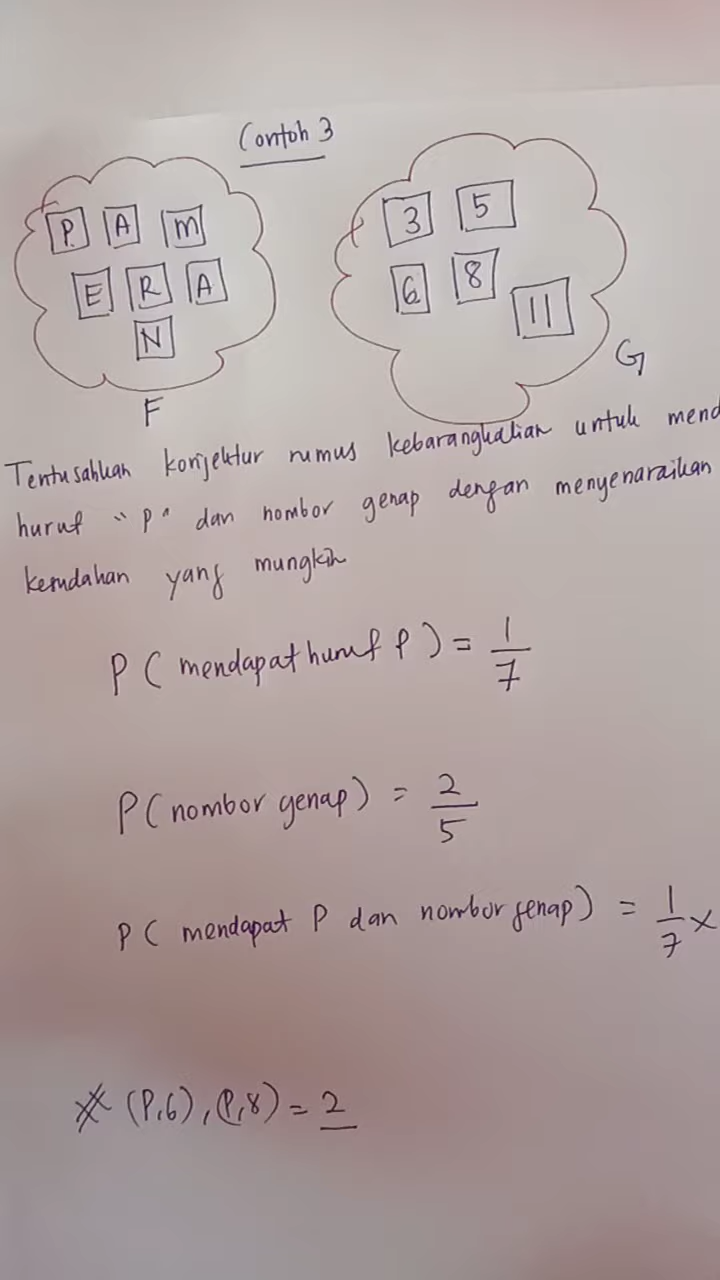 Contoh 3
P A M
E R A
N
F
3 5
6 8
11
G
Tentusahkan konjektur rumus kebarangkalian untuk mend
huruf "P" dan nombor genap dengan menyenaraikan
kesudahan yang mungkin
P ( mendapat huruf P ) = 1/7
P ( nombor genap ) = 2/5
P ( mendapat P dan nombor genap ) = 1/7 x
* (P,6), (P,8) = 2